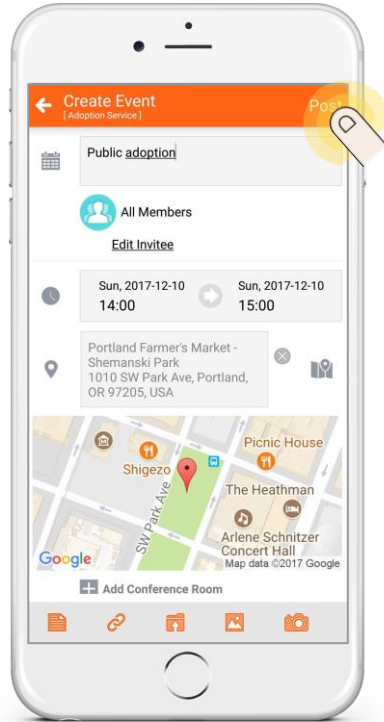 Create Event
Post
[Adoption Service]
Public adoption
All Members
Edit Invitee
Sun, 2017-12-10
Sun, 2017-12-10
14:00
15:00
Portland Farmer's Market -
Shemanski Park
1010 SW Park Ave, Portland,
OR 97205, USA
Picnic House
Shigezo
The Heathman
SW Park Ave
Arlene Schnitzer
Concert Hall
Google
Map data ©2017 Google
Add Conference Room